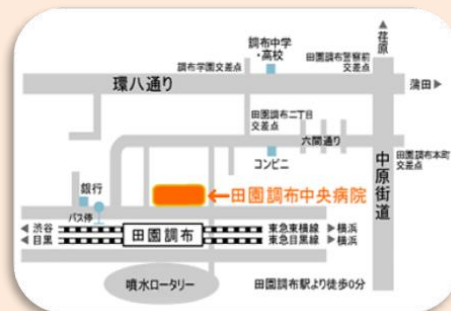 荏原
調布中学
・高校
調布学園交差点
田園調布警察前
交差点
環八通り
蒲田
田園調布二丁目
交差点
六間通り
中原街道
コンビニ
田園調布本町
交差点
銀行
田園調布中央病院
バス停
渋谷
目黒
田園調布
東急東横線
東急目黒線
横浜
横浜
噴水ロータリー
田園調布駅より徒歩0分